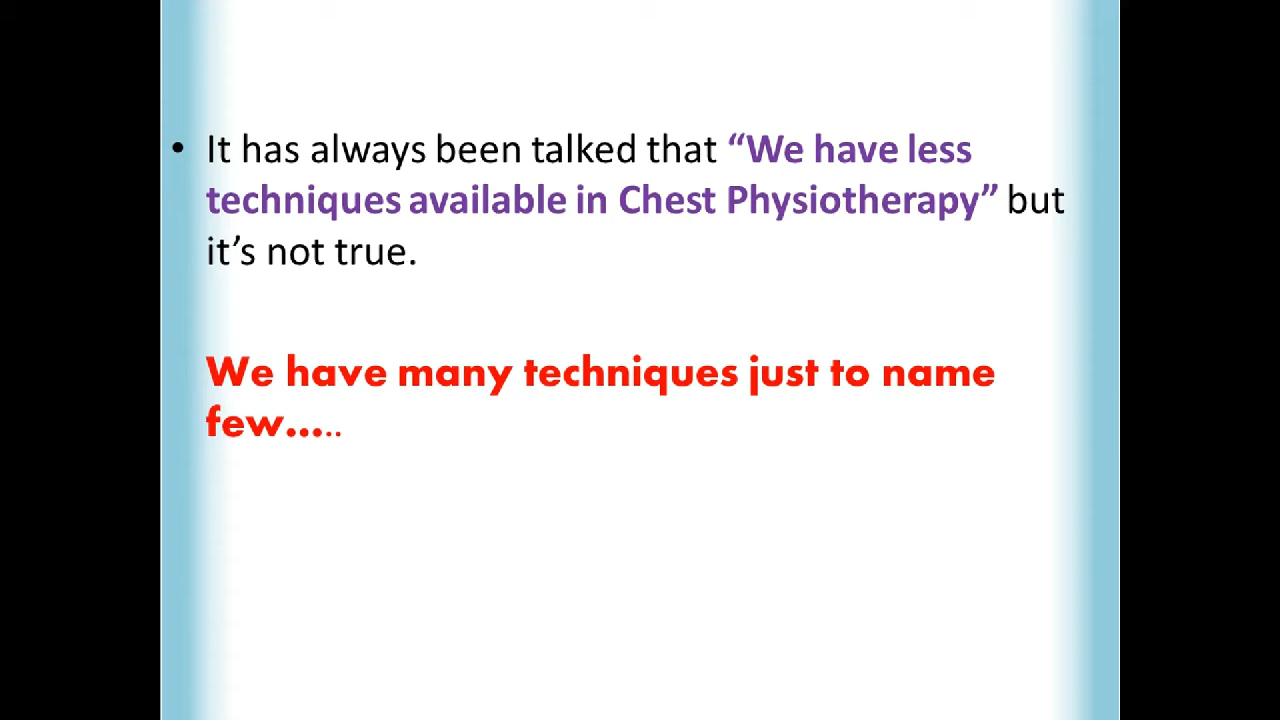 • It has always been talked that “We have less
techniques available in Chest Physiotherapy” but
it’s not true.
We have many techniques just to name
few.....